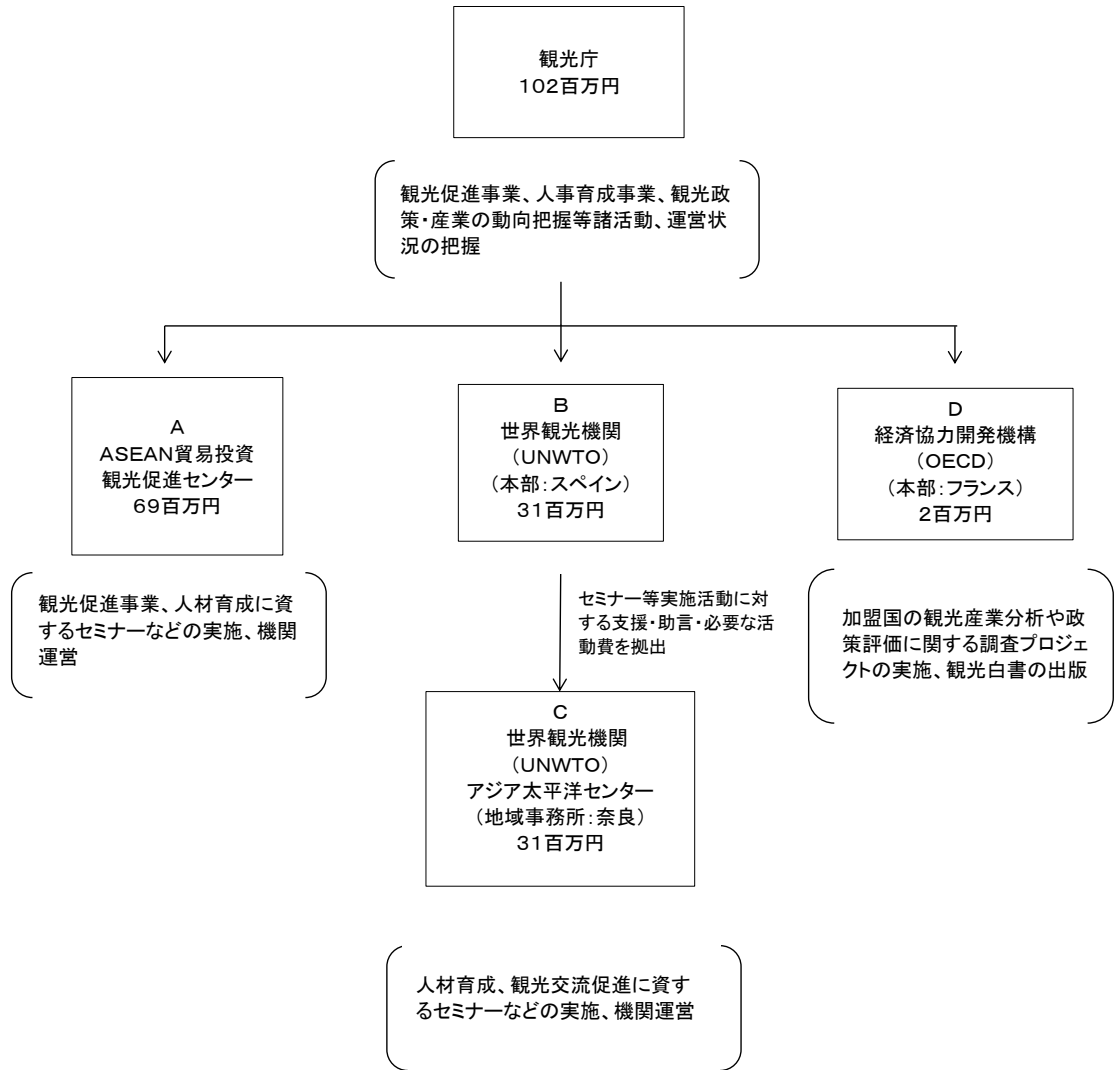 観光庁
102百万円
観光促進事業、人事育成事業、観光政
策・産業の動向把握等諸活動、運営状
況の把握
A
ASEAN貿易投資
観光促進センター
69百万円
B
世界観光機関
(UNWTO)
(本部:スペイン)
31百万円
D
経済協力開発機構
(OECD)
(本部:フランス)
2百万円
観光促進事業、人材育成に資
するセミナーなどの実施、機関
運営
セミナー等実施活動に対
する支援・助言・必要な活
動費を拠出
加盟国の観光産業分析や政
策評価に関する調査プロジェ
クトの実施、観光白書の出版
C
世界観光機関
(UNWTO)
アジア太平洋センター
(地域事務所:奈良)
31百万円
人材育成、観光交流促進に資す
るセミナーなどの実施、機関運営